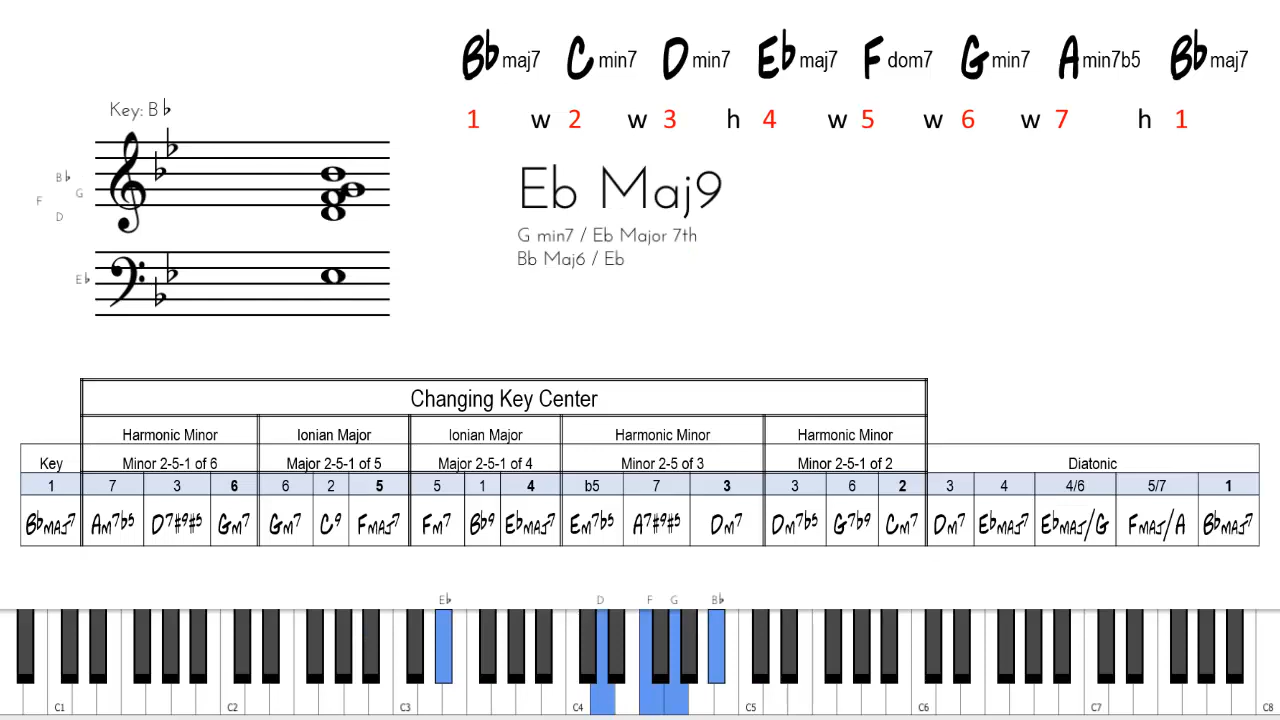 B♭maj7 Cmin7 Dmin7 E♭maj7 Fdom7 Gmin7 Amin7b5 B♭maj7
1 w 2 w 3 h 4 w 5 w 6 w 7 h 1
Key: B♭
B♭
G
F
D
E♭
Eb Maj9
G min7 / Eb Major 7th
Bb Maj6 / Eb
Changing Key Center
Harmonic Minor Ionian Major Ionian Major Harmonic Minor Harmonic Minor
Key Minor 2-5-1 of 6 Major 2-5-1 of 5 Major 2-5-1 of 4 Minor 2-5 of 3 Minor 2-5-1 of 2 Diatonic
1 7 3 6 6 2 5 5 1 4 b5 7 3 3 6 2 3 4 4/6 5/7 1
B♭maj7 Am7b5 D7#9#5 Gm7 Gm7 C9 Fmaj7 Fm7 B♭9 E♭maj7 Em7b5 A7#9#5 Dm7 Dm7b5 G7b9 Cm7 Dm7 E♭maj7 E♭maj/G Fmaj/A B♭maj7
E♭ D F G B♭
C1 C2 C3 C4 C5 C6 C7 C8